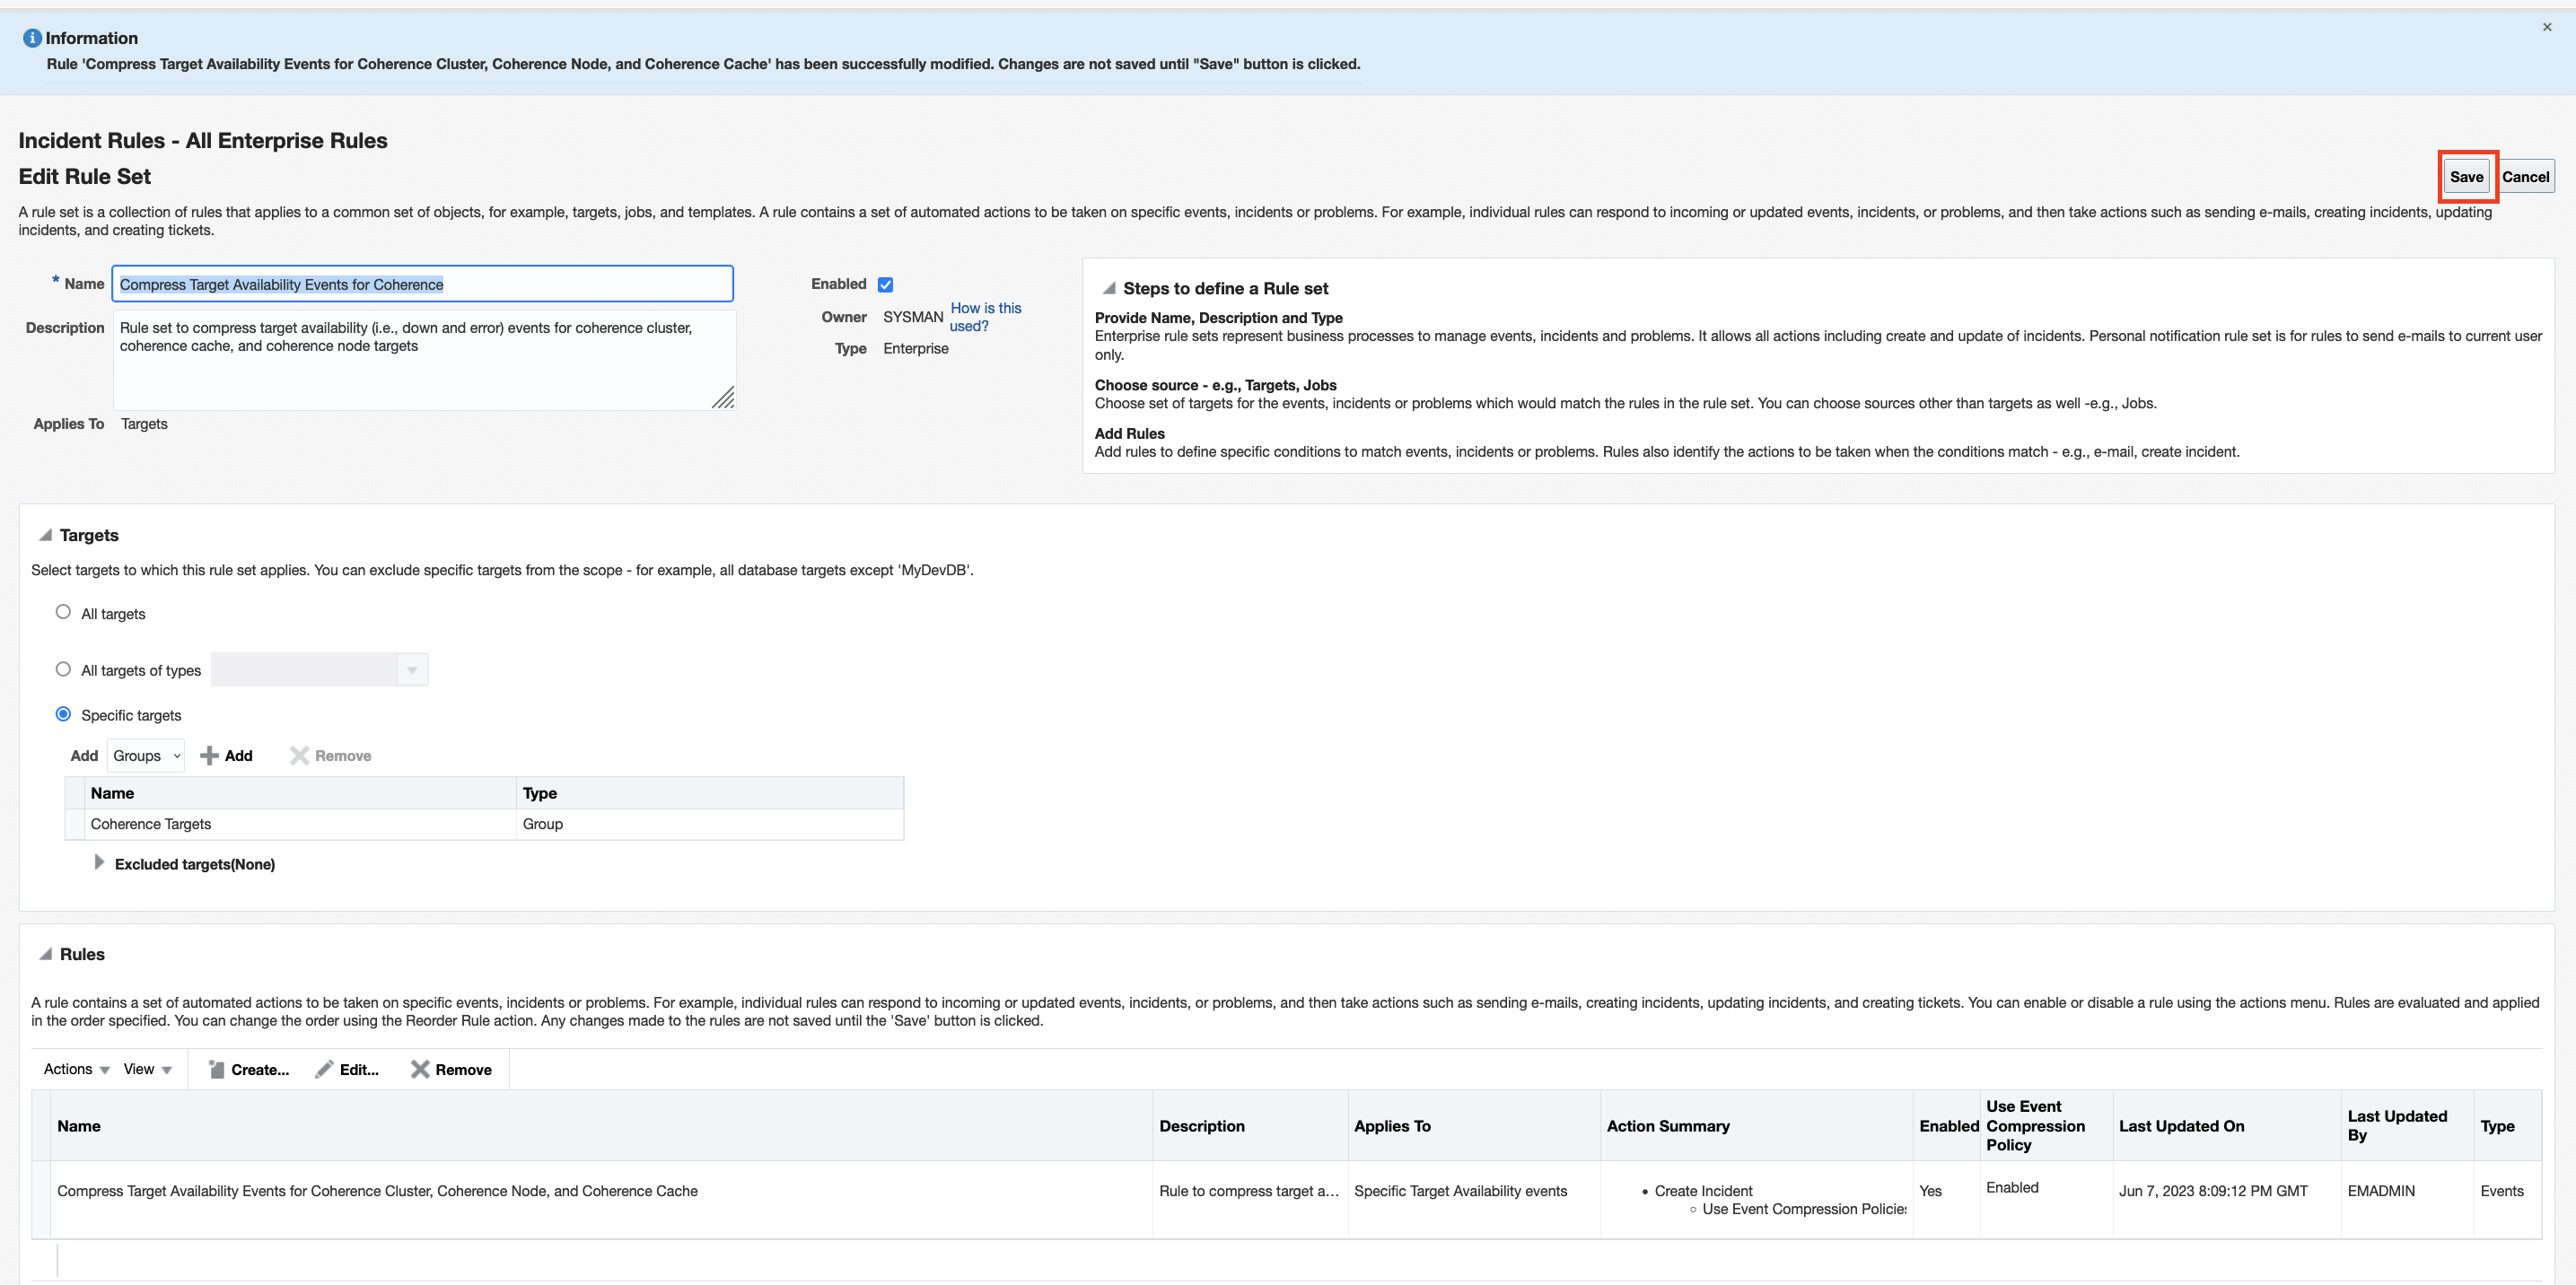 Information
Rule 'Compress Target Availability Events for Coherence Cluster, Coherence Node, and Coherence Cache' has been successfully modified. Changes are not saved until "Save" button is clicked.
Incident Rules - All Enterprise Rules
Edit Rule Set
Save Cancel
A rule set is a collection of rules that applies to a common set of objects, for example, targets, jobs, and templates. A rule contains a set of automated actions to be taken on specific events, incidents or problems. For example, individual rules can respond to incoming or updated events, incidents, or problems, and then take actions such as sending e-mails, creating incidents, updating
incidents, and creating tickets.
* Name Compress Target Availability Events for Coherence
Description Rule set to compress target availability (i.e., down and error) events for coherence cluster,
coherence cache, and coherence node targets
Applies To Targets
Enabled
Owner SYSMAN How is this
used?
Type Enterprise
Steps to define a Rule set
Provide Name, Description and Type
Enterprise rule sets represent business processes to manage events, incidents and problems. It allows all actions including create and update of incidents. Personal notification rule set is for rules to send e-mails to current user
only.
Choose source - e.g., Targets, Jobs
Choose set of targets for the events, incidents or problems which would match the rules in the rule set. You can choose sources other than targets as well -e.g., Jobs.
Add Rules
Add rules to define specific conditions to match events, incidents or problems. Rules also identify the actions to be taken when the conditions match - e.g., e-mail, create incident.
Targets
Select targets to which this rule set applies. You can exclude specific targets from the scope - for example, all database targets except 'MyDevDB'.
All targets
All targets of types
Specific targets
Add Groups Add Remove
Name Type
Coherence Targets Group
Excluded targets(None)
Rules
A rule contains a set of automated actions to be taken on specific events, incidents or problems. For example, individual rules can respond to incoming or updated events, incidents, or problems, and then take actions such as sending e-mails, creating incidents, updating incidents, and creating tickets. You can enable or disable a rule using the actions menu. Rules are evaluated and applied
in the order specified. You can change the order using the Reorder Rule action. Any changes made to the rules are not saved until the 'Save' button is clicked.
Actions View Create... Edit... Remove
Name Description Applies To Action Summary Enabled Use Event Compression Policy Last Updated On Last Updated By Type
Compress Target Availability Events for Coherence Cluster, Coherence Node, and Coherence Cache Rule to compress target a... Specific Target Availability events • Create Incident Yes Enabled Jun 7, 2023 8:09:12 PM GMT EMADMIN Events
○ Use Event Compression Policies